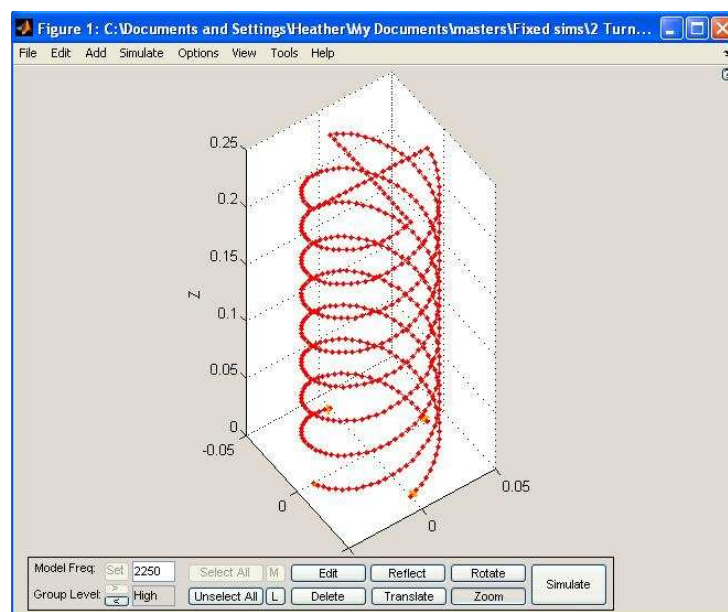 Figure 1: C:\Documents and Settings\Heather\My Documents\masters\Fixed sims\2 Turn...
File Edit Add Simulate Options View Tools Help
0.25
0.2
0.15
0.1
0.05
0
Z
-0.05
0
0
0.05
Model Freq: Set 2250 Select All M Edit Reflect Rotate Simulate
Group Level: > < High Unselect All L Delete Translate Zoom